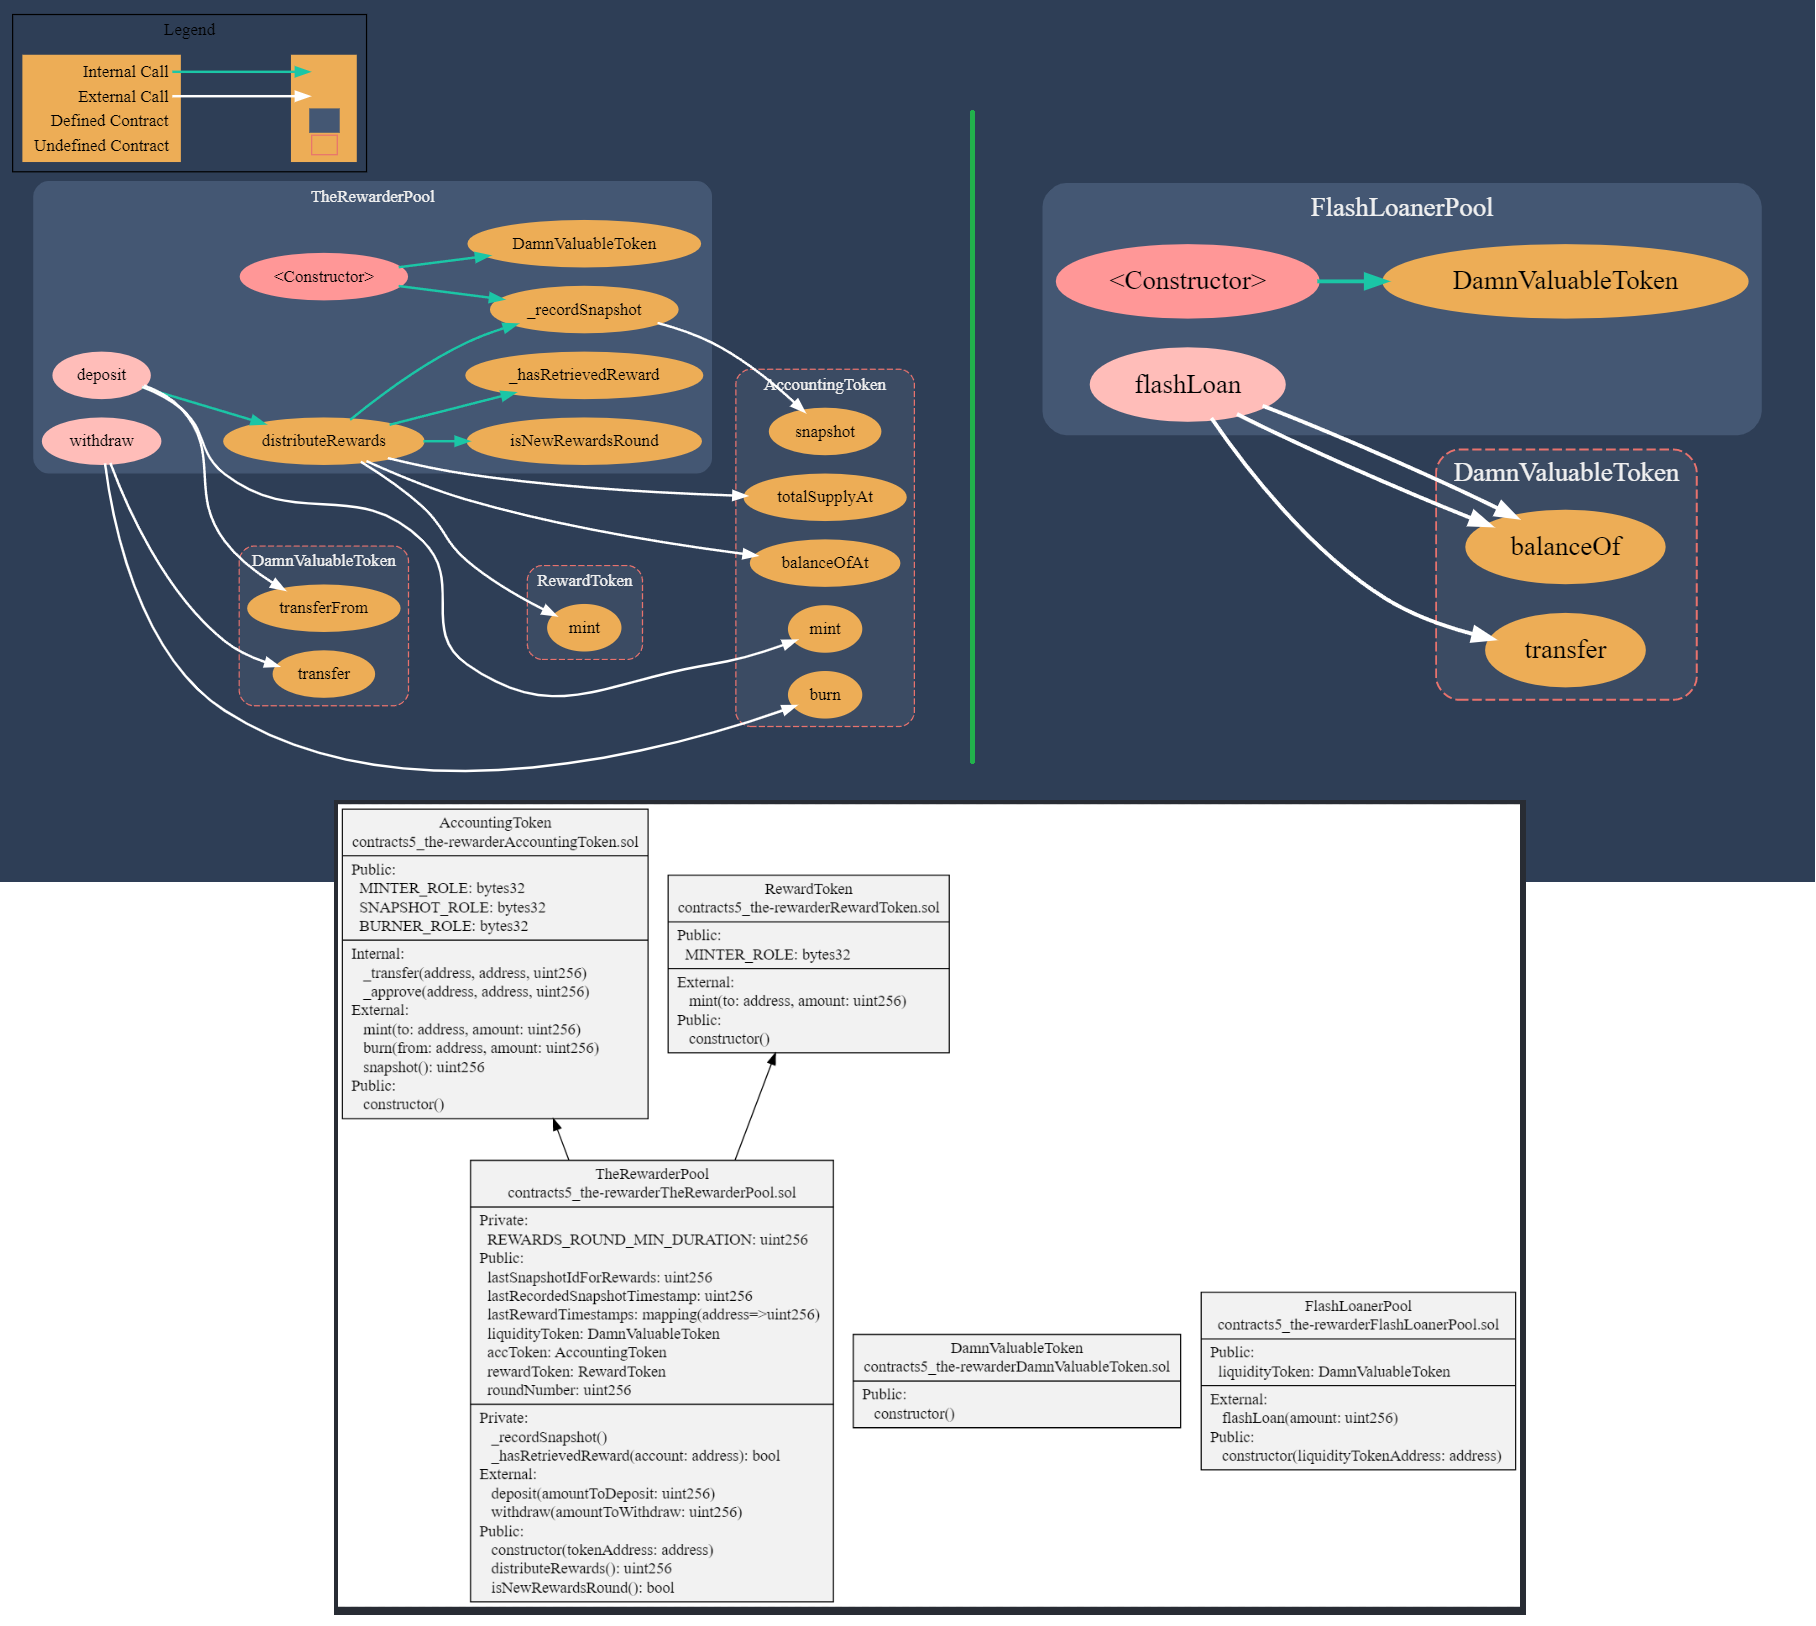 Legend
Internal Call
External Call
Defined Contract
Undefined Contract
TheRewarderPool
<Constructor>
DamnValuableToken
_recordSnapshot
deposit
_hasRetrievedReward
withdraw
distributeRewards
isNewRewardsRound
AccountingToken
snapshot
totalSupplyAt
balanceOfAt
mint
burn
DamnValuableToken
transferFrom
transfer
RewardToken
mint
FlashLoanerPool
<Constructor>
DamnValuableToken
flashLoan
DamnValuableToken
balanceOf
transfer
AccountingToken
contracts5_the-rewarderAccountingToken.sol
Public:
MINTER_ROLE: bytes32
SNAPSHOT_ROLE: bytes32
BURNER_ROLE: bytes32
Internal:
_transfer(address, address, uint256)
_approve(address, address, uint256)
External:
mint(to: address, amount: uint256)
burn(from: address, amount: uint256)
snapshot(): uint256
Public:
constructor()
RewardToken
contracts5_the-rewarderRewardToken.sol
Public:
MINTER_ROLE: bytes32
External:
mint(to: address, amount: uint256)
Public:
constructor()
TheRewarderPool
contracts5_the-rewarderTheRewarderPool.sol
Private:
REWARDS_ROUND_MIN_DURATION: uint256
Public:
lastSnapshotIdForRewards: uint256
lastRecordedSnapshotTimestamp: uint256
lastRewardTimestamps: mapping(address=>uint256)
liquidityToken: DamnValuableToken
accToken: AccountingToken
rewardToken: RewardToken
roundNumber: uint256
Private:
_recordSnapshot()
_hasRetrievedReward(account: address): bool
External:
deposit(amountToDeposit: uint256)
withdraw(amountToWithdraw: uint256)
Public:
constructor(tokenAddress: address)
distributeRewards(): uint256
isNewRewardsRound(): bool
DamnValuableToken
contracts5_the-rewarderDamnValuableToken.sol
Public:
constructor()
FlashLoanerPool
contracts5_the-rewarderFlashLoanerPool.sol
Public:
liquidityToken: DamnValuableToken
External:
flashLoan(amount: uint256)
Public:
constructor(liquidityTokenAddress: address)